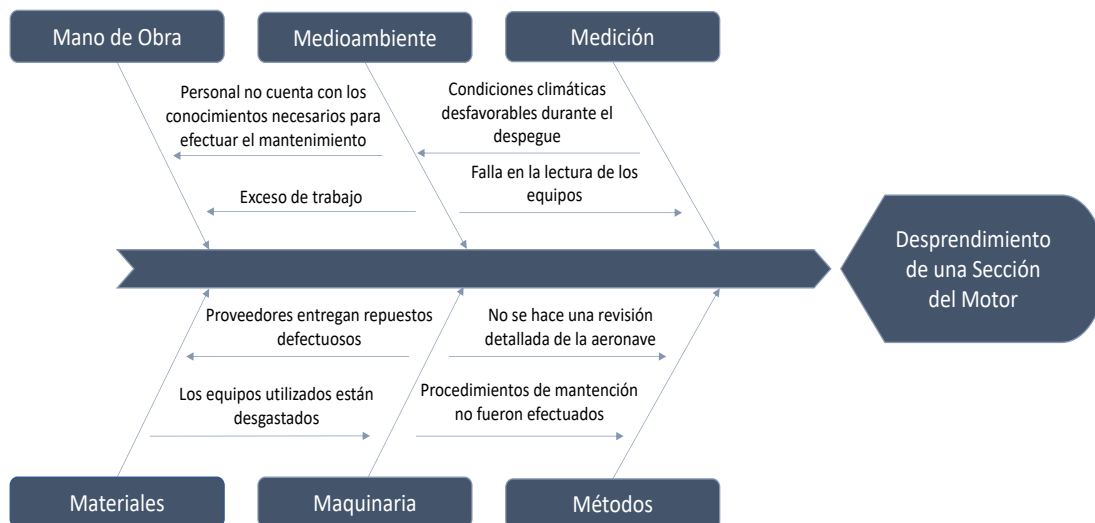 Mano de Obra
Medioambiente
Medición
Personal no cuenta con los
conocimientos necesarios para
efectuar el mantenimiento
Condiciones climáticas
desfavorables durante el
despegue
Exceso de trabajo
Falla en la lectura de los
equipos
Desprendimiento
de una Sección
del Motor
Proveedores entregan repuestos
defectuosos
No se hace una revisión
detallada de la aeronave
Los equipos utilizados están
desgastados
Procedimientos de mantención
no fueron efectuados
Materiales
Maquinaria
Métodos